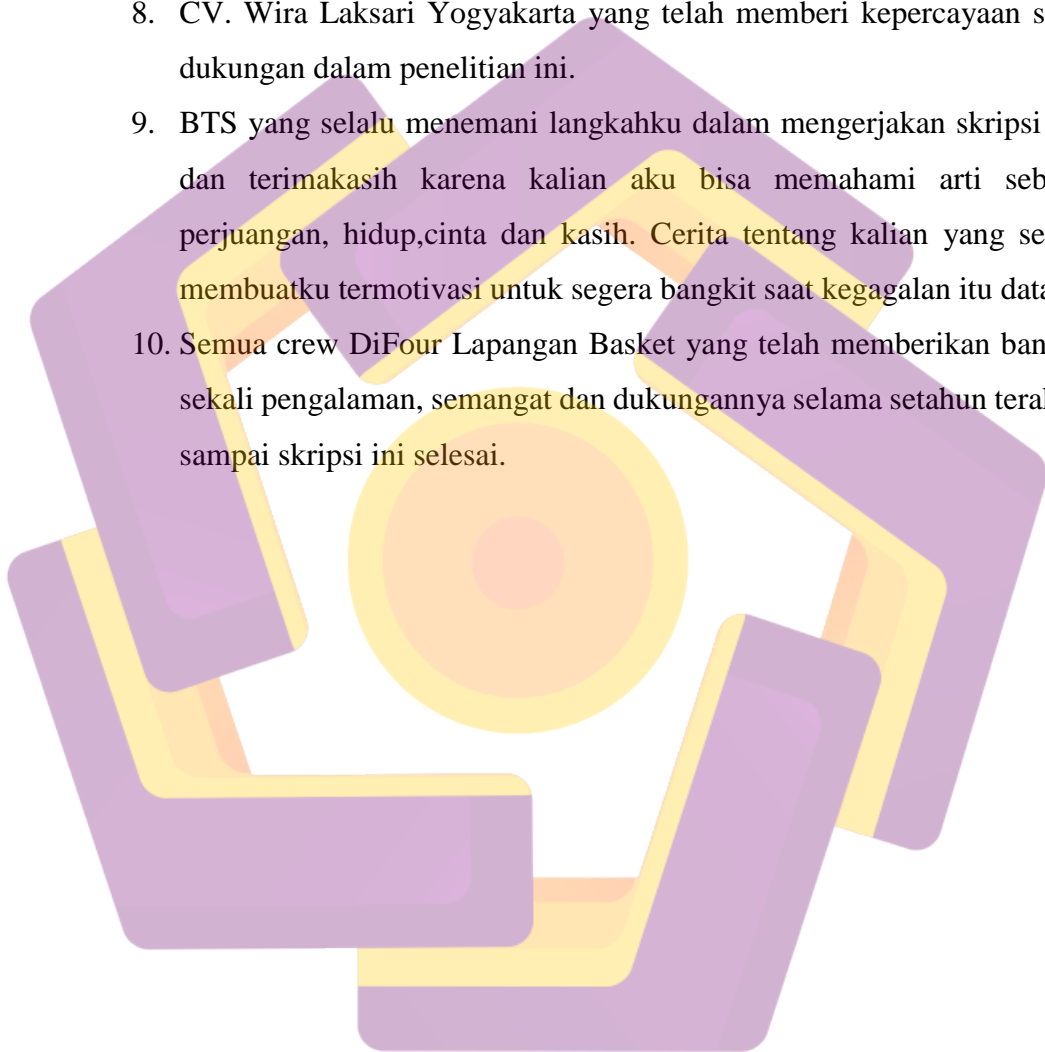 8. CV. Wira Laksari Yogyakarta yang telah memberi kepercayaan s
dukungan dalam penelitian ini.
9. BTS yang selalu menemani langkahku dalam mengerjakan skripsi
dan terimakasih karena kalian aku bisa memahami arti seb
perjuangan, hidup,cinta dan kasih. Cerita tentang kalian yang se
membuatku termotivasi untuk segera bangkit saat kegagalan itu data
10. Semua crew DiFour Lapangan Basket yang telah memberikan ban
sekali pengalaman, semangat dan dukungannya selama setahun tera
sampai skripsi ini selesai.